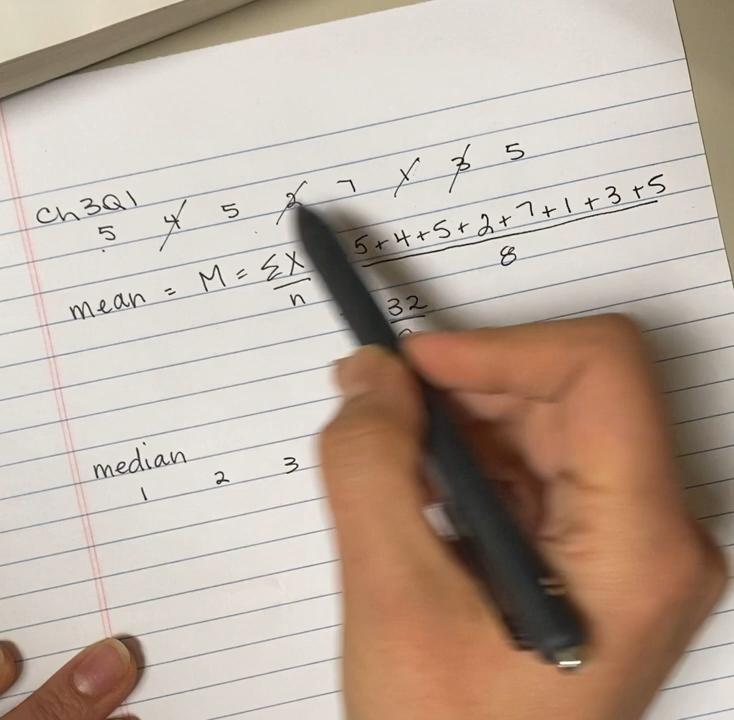 Ch3Q1
5 4 5 2 7 1 3 5
mean = M = ΣX/n 5+4+5+2+7+1+3+5/8
32
median
1 2 3